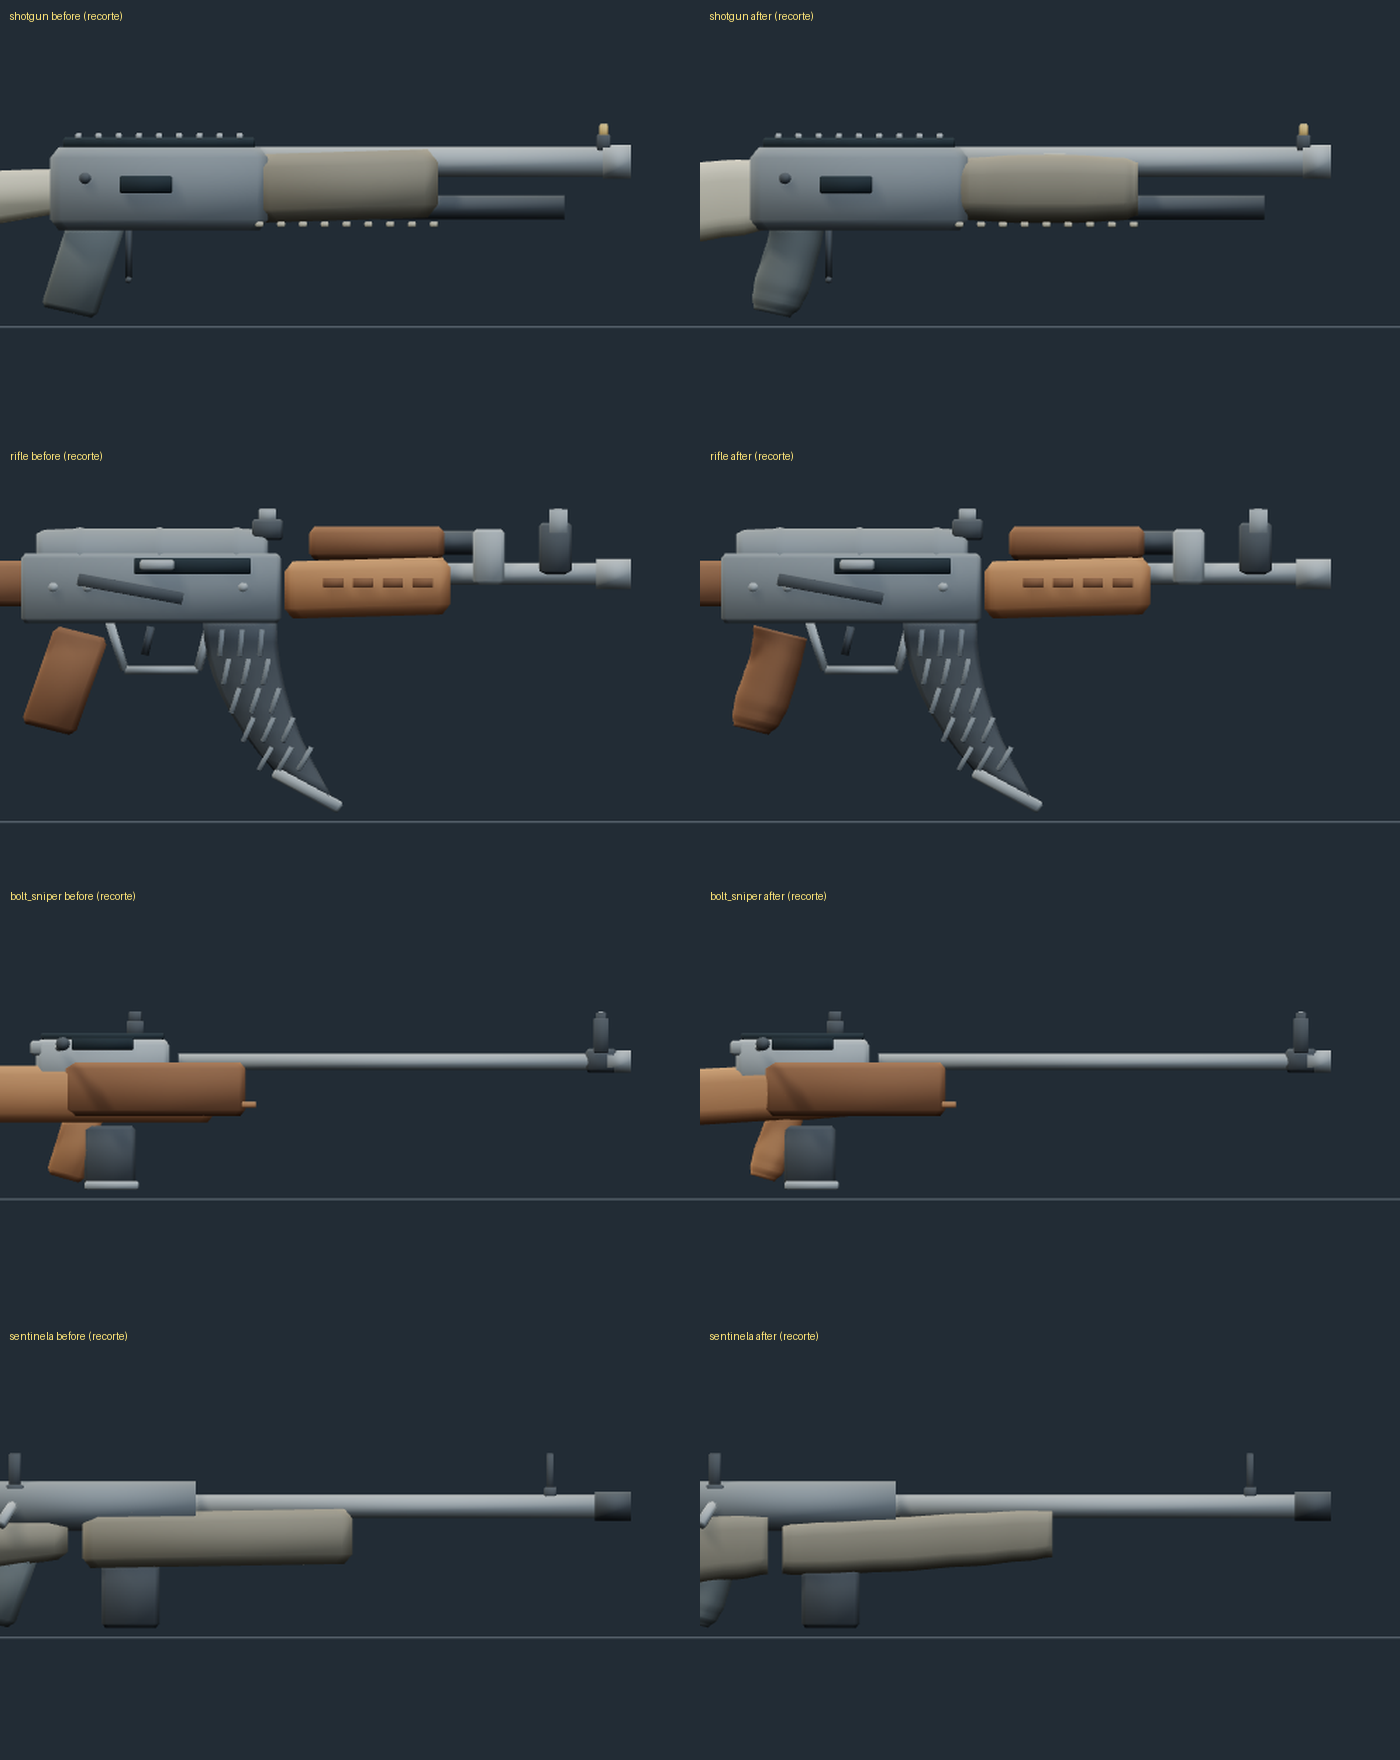 shotgun before (recorte)
shotgun after (recorte)
rifle before (recorte)
rifle after (recorte)
bolt_sniper before (recorte)
bolt_sniper after (recorte)
sentinela before (recorte)
sentinela after (recorte)